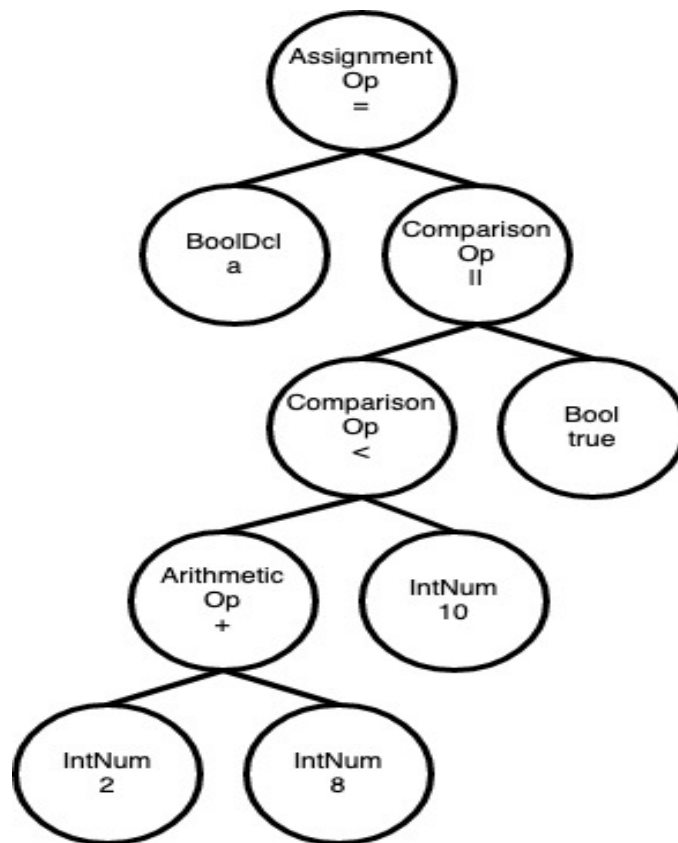 Assignment
Op
=
BoolDcl
a
Comparison
Op
||
Comparison
Op
<
Bool
true
Arithmetic
Op
+
IntNum
10
IntNum
2
IntNum
8